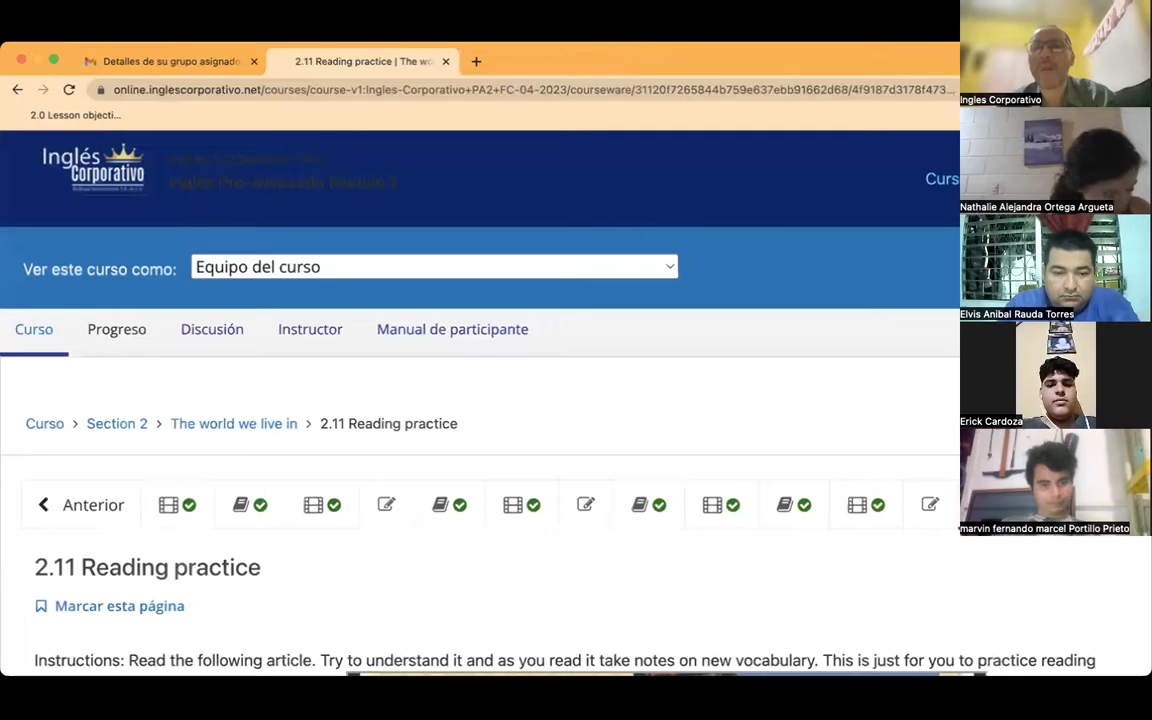 Detalles de su grupo asignado
2.11 Reading practice | The wo
online.inglescorporativo.net/courses/course-v1:Ingles-Corporativo+PA2+FC-04-2023/courseware/31120f7265844b759e637ebb91662d68/4f9187d3178f473...
2.0 Lesson objecti...
Inglés
Corporativo
Inglés Pro-Avanzado Módulo 2
Curs
Ver este curso como:
Equipo del curso
Curso
Progreso
Discusión
Instructor
Manual de participante
Curso > Section 2 > The world we live in > 2.11 Reading practice
Anterior
2.11 Reading practice
Marcar esta página
Instructions: Read the following article. Try to understand it and as you read it take notes on new vocabulary. This is just for you to practice reading
Ingles Corporativo
Nathalie Alejandra Ortega Argueta
Elvis Anibal Rauda Torres
Erick Cardoza
marvin fernando marcel Portillo Prieto